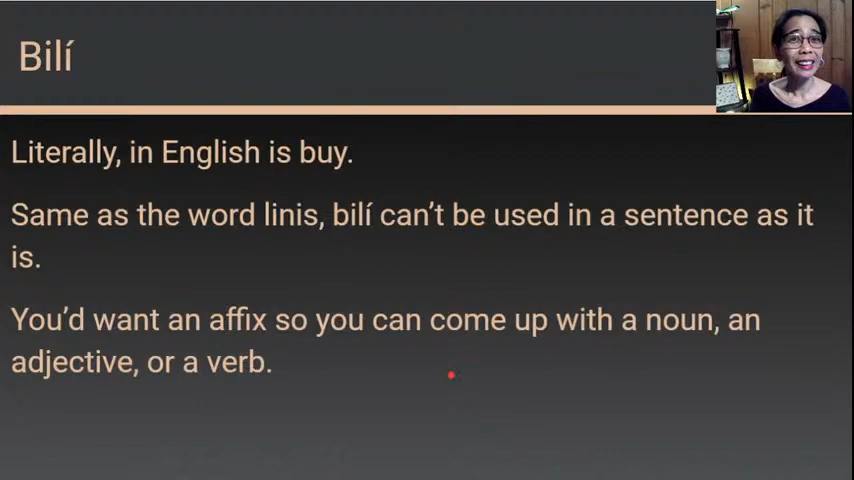 Bilí
Literally, in English is buy.
Same as the word linis, bilí can’t be used in a sentence as it
is.
You’d want an affix so you can come up with a noun, an
adjective, or a verb.